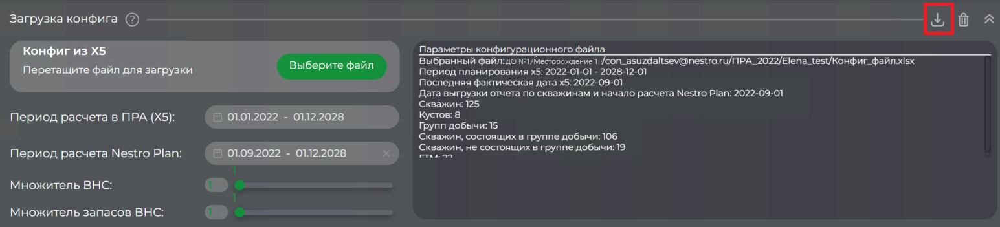 Загрузка конфига ?
Конфиг из X5
Перетащите файл для загрузки
Выберите файл
Период расчета в ПРА (X5):
01.01.2022 - 01.12.2028
Период расчета Nestro Plan:
01.09.2022 - 01.12.2028
Множитель ВНС:
1
1
Множитель запасов ВНС:
1
1
Параметры конфигурационного файла
Выбранный файл: ДО №1/Месторождение 1 /con_asuzdaltsev@nestro.ru/ПРА_2022/Elena_test/Конфиг_файл.xlsx
Период планирования x5: 2022-01-01 - 2028-12-01
Последняя фактическая дата x5: 2022-09-01
Дата выгрузки отчета по скважинам и начало расчета Nestro Plan: 2022-09-01
Скважин: 125
Кустов: 8
Групп добычи: 15
Скважин, состоящих в группе добычи: 106
Скважин, не состоящих в группе добычи: 19